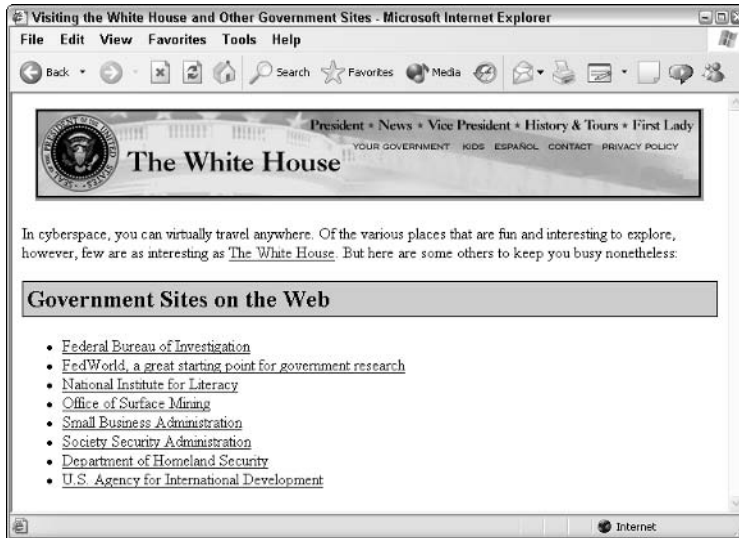 Visiting the White House and Other Government Sites - Microsoft Internet Explorer
File Edit View Favorites Tools Help
Back Search Favorites Media
President * News * Vice President * History & Tours * First Lady
YOUR GOVERNMENT KIDS ESPAÑOL CONTACT PRIVACY POLICY
The White House
In cyberspace, you can virtually travel anywhere. Of the various places that are fun and interesting to explore,
however, few are as interesting as The White House. But here are some others to keep you busy nonetheless:
Government Sites on the Web
• Federal Bureau of Investigation
• FedWorld, a great starting point for government research
• National Institute for Literacy
• Office of Surface Mining
• Small Business Administration
• Society Security Administration
• Department of Homeland Security
• U.S. Agency for International Development
Internet